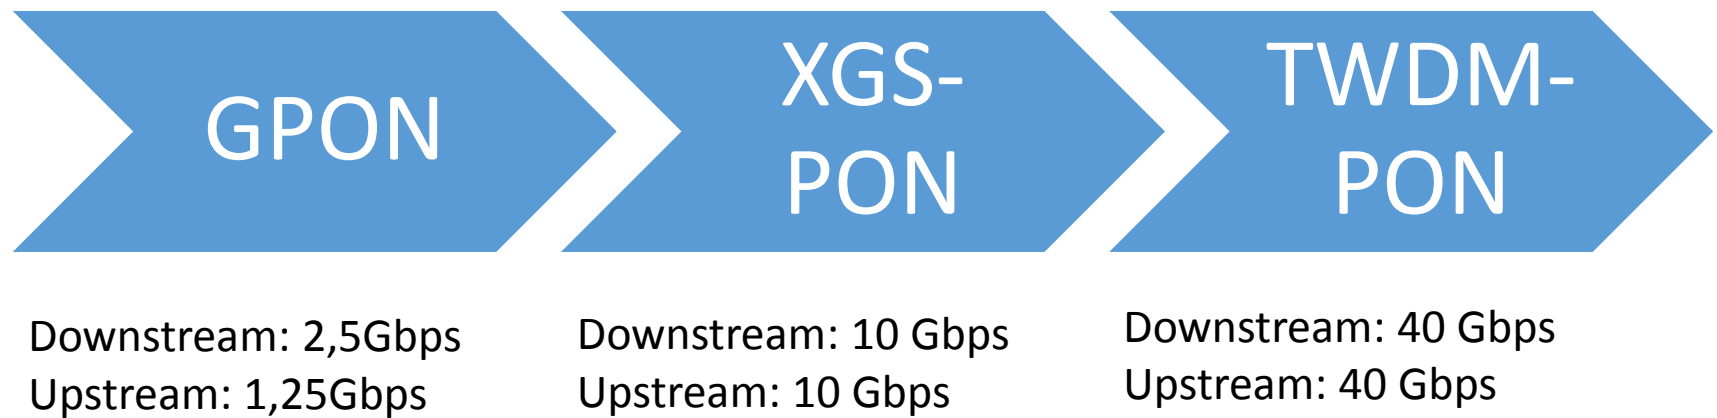 GPON
Downstream: 2,5Gbps
Upstream: 1,25Gbps
XGS-
PON
Downstream: 10 Gbps
Upstream: 10 Gbps
TWDM-
PON
Downstream: 40 Gbps
Upstream: 40 Gbps